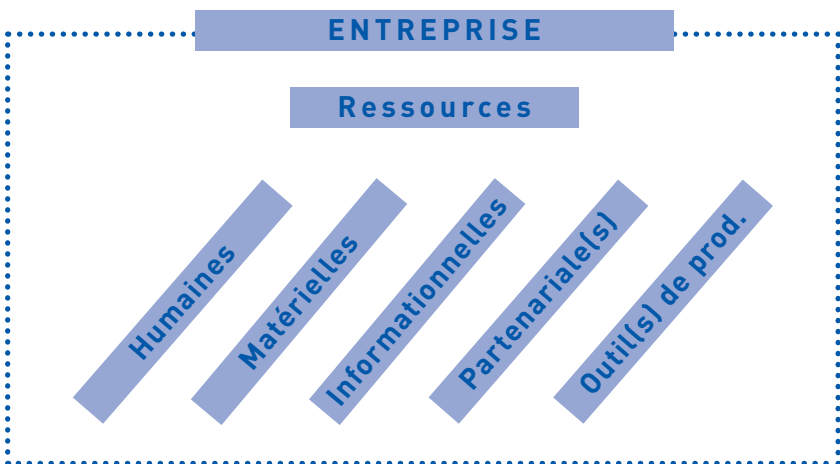 ENTREPRISE
Ressources
Humaines
Matérielles
Informationnelles
Partenariale(s)
Outil(s) de prod.